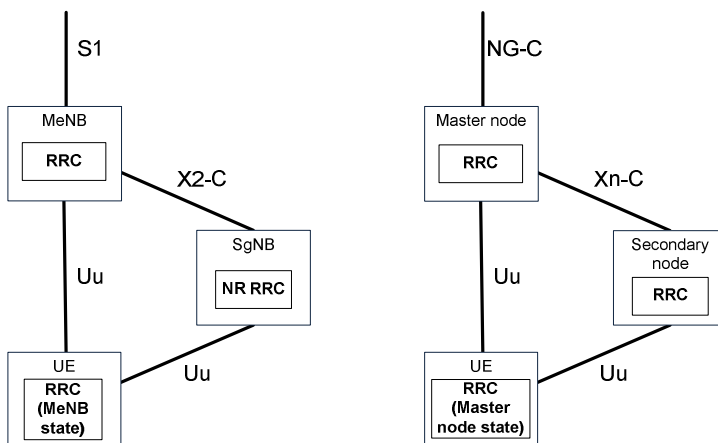 S1
MeNB
RRC
X2-C
SgNB
NR RRC
Uu
Uu
UE
RRC
(MeNB
state)
NG-C
Master node
RRC
Xn-C
Secondary
node
RRC
Uu
Uu
UE
RRC
(Master
node state)